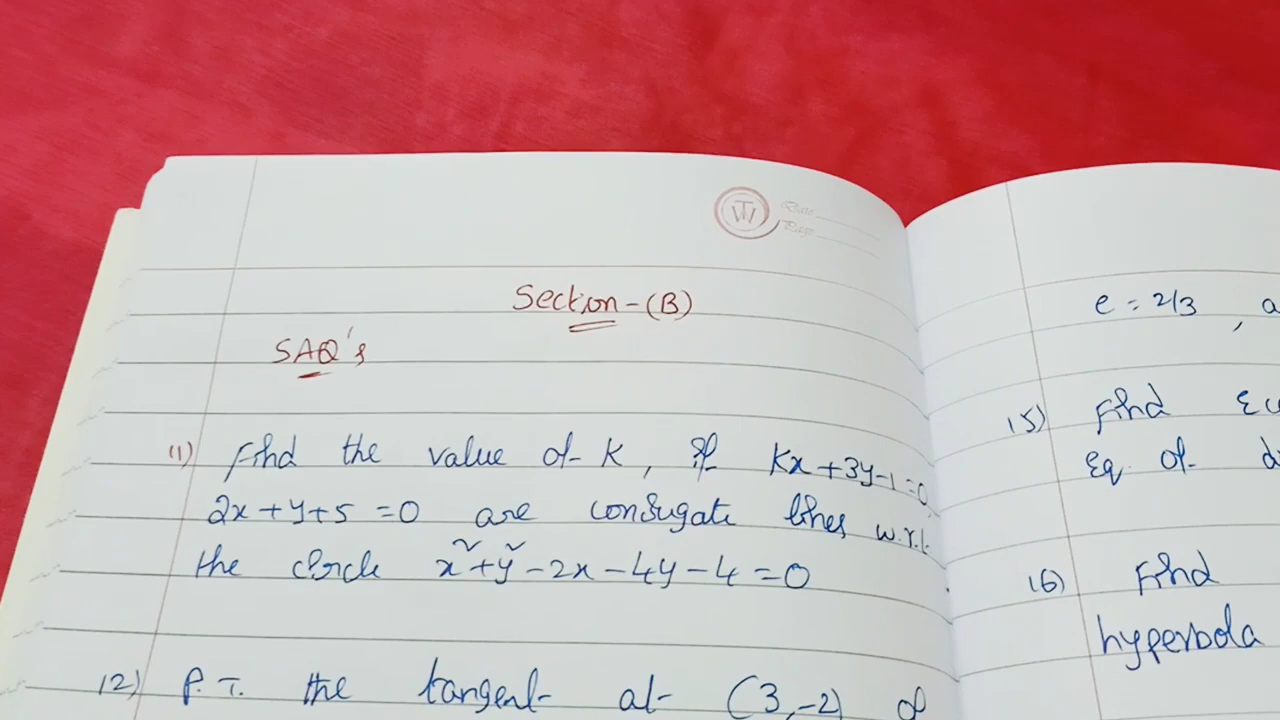 Date
Page
Section-(B)
SAQ's
11) Find the value of K, if Kx+3y-1=0,
2x+y+5=0 are conjugate lines w.r.t.
the circle x²+y²-2x-4y-4=0
12) P.T. the tangent at (3,-2) of
e = 2/3, a
15) Find
Eq. of
16) Find
hyperbola